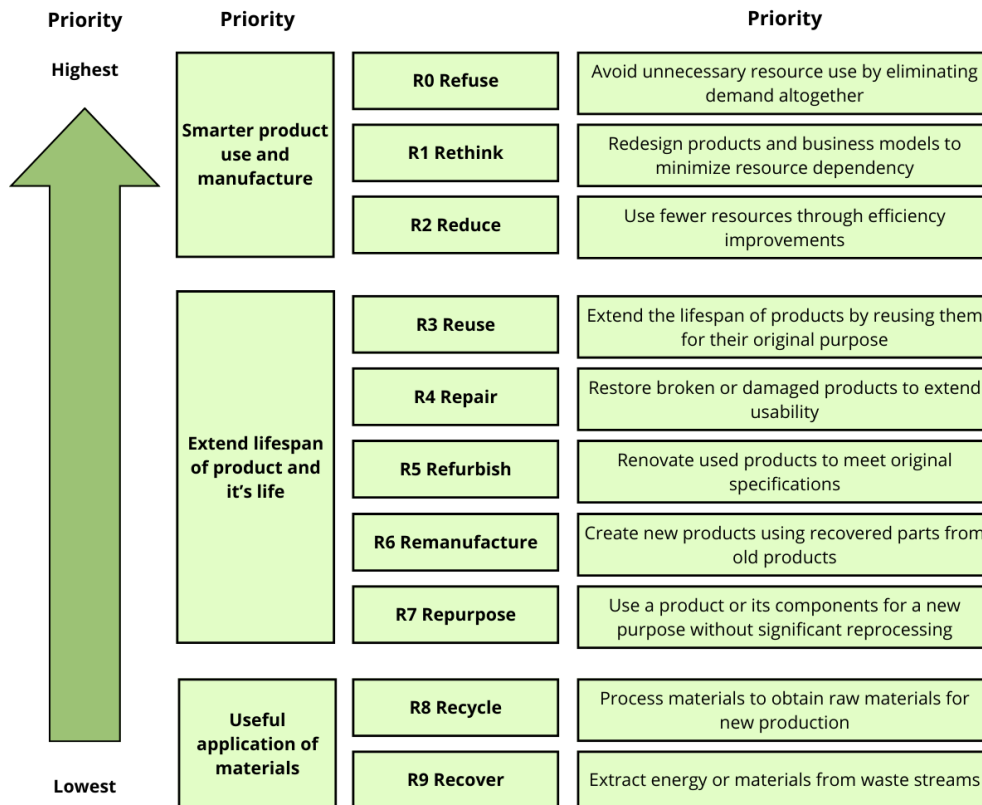 Priority
Priority
Priority
Highest
Smarter product
use and
manufacture
R0 Refuse
Avoid unnecessary resource use by eliminating
demand altogether
R1 Rethink
Redesign products and business models to
minimize resource dependency
R2 Reduce
Use fewer resources through efficiency
improvements
Extend lifespan
of product and
it’s life
R3 Reuse
Extend the lifespan of products by reusing them
for their original purpose
R4 Repair
Restore broken or damaged products to extend
usability
R5 Refurbish
Renovate used products to meet original
specifications
R6 Remanufacture
Create new products using recovered parts from
old products
R7 Repurpose
Use a product or its components for a new
purpose without significant reprocessing
Useful
application of
materials
R8 Recycle
Process materials to obtain raw materials for
new production
R9 Recover
Extract energy or materials from waste streams
Lowest